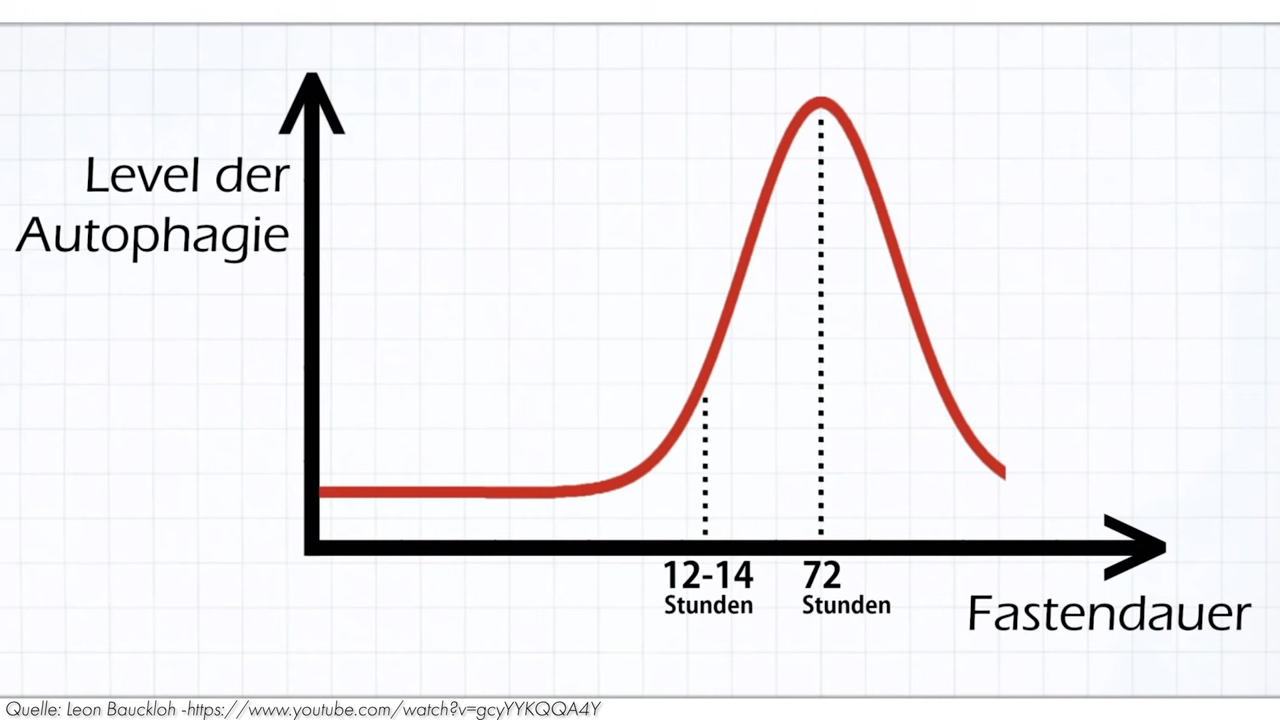 Level der
Autophagie
12-14
Stunden
72
Stunden
Fastendauer
Quelle: Leon Bauckloh -https://www.youtube.com/watch?v=gcyYYKQQA4Y